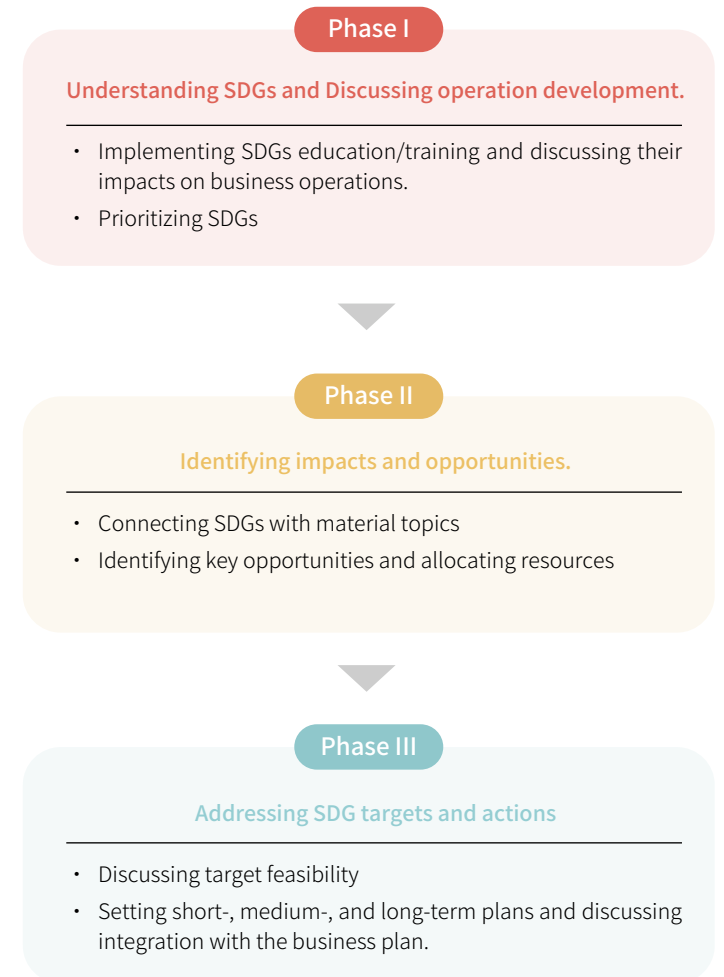 Phase I
Understanding SDGs and Discussing operation development.
• Implementing SDGs education/training and discussing their
impacts on business operations.
• Prioritizing SDGs
Phase II
Identifying impacts and opportunities.
• Connecting SDGs with material topics
• Identifying key opportunities and allocating resources
Phase III
Addressing SDG targets and actions
• Discussing target feasibility
• Setting short-, medium-, and long-term plans and discussing
integration with the business plan.